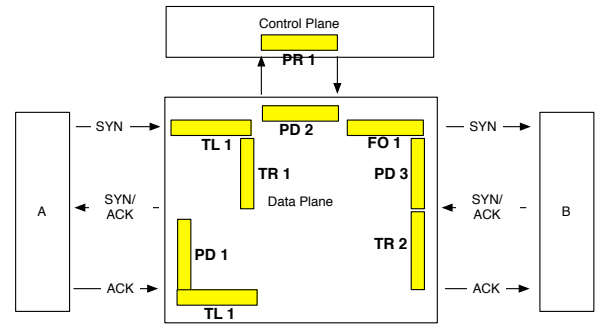 Control Plane
PR 1
SYN
TL 1
PD 2
FO 1
SYN
TR 1
PD 3
A
SYN/
ACK
Data Plane
SYN/
ACK
B
PD 1
TR 2
ACK
TL 1
ACK